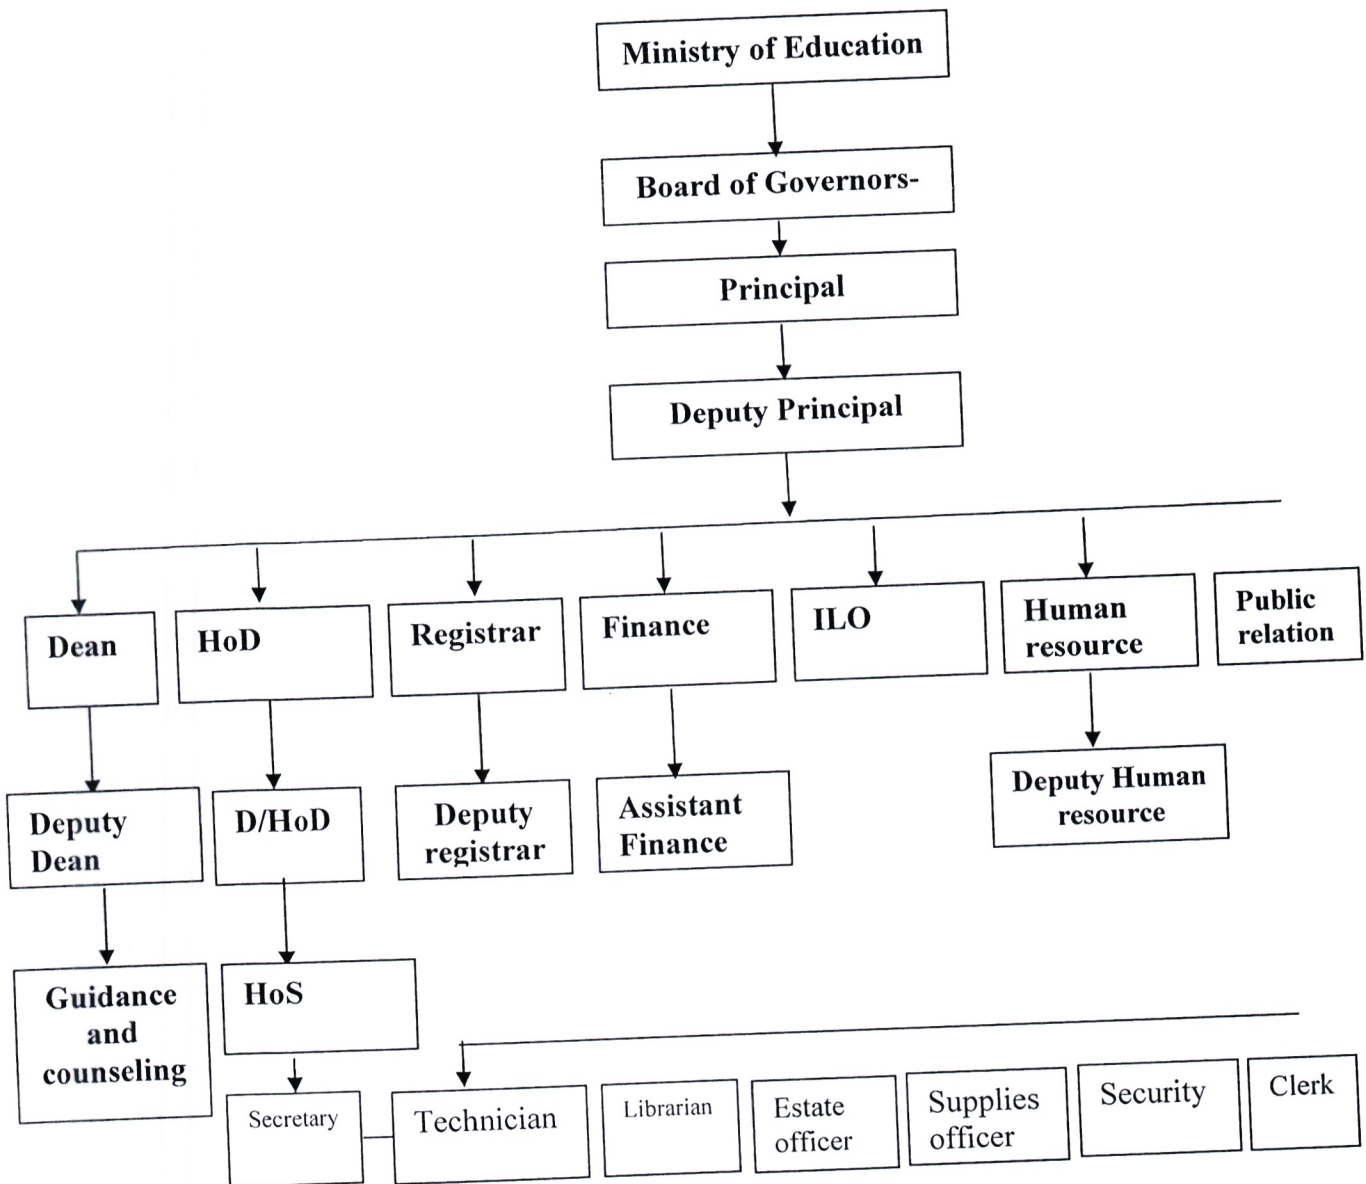 Ministry of Education
Board of Governors-
Principal
Deputy Principal
Dean
HoD
Registrar
Finance
ILO
Human
resource
Public
relation
Deputy
Dean
D/HoD
Deputy
registrar
Assistant
Finance
Deputy Human
resource
Guidance
and
counseling
HoS
Secretary
Technician
Librarian
Estate
officer
Supplies
officer
Security
Clerk